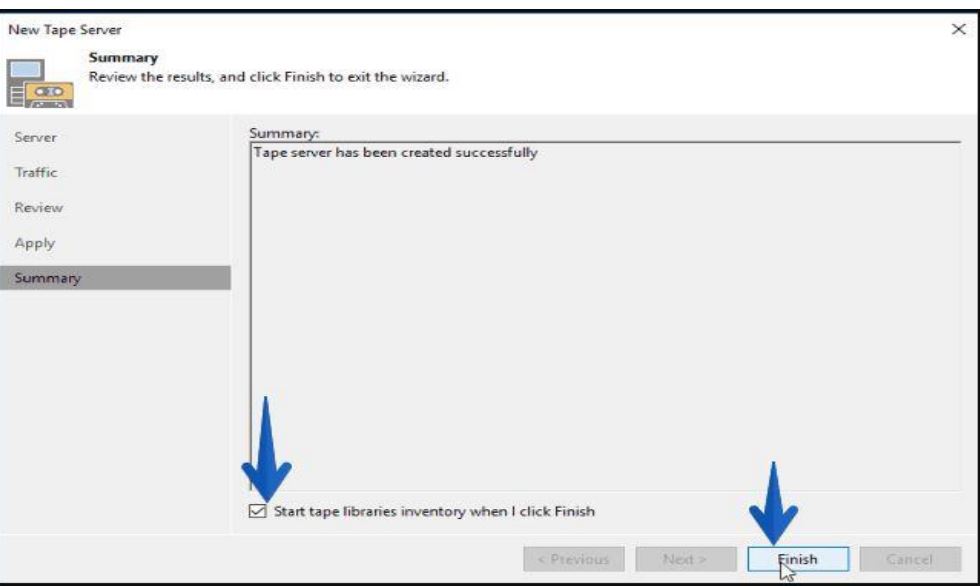 New Tape Server
Summary
Review the results, and click Finish to exit the wizard.
Server
Traffic
Review
Apply
Summary
Summary:
Tape server has been created successfully
Start tape libraries inventory when I click Finish
< Previous
Next >
Finish
Cancel